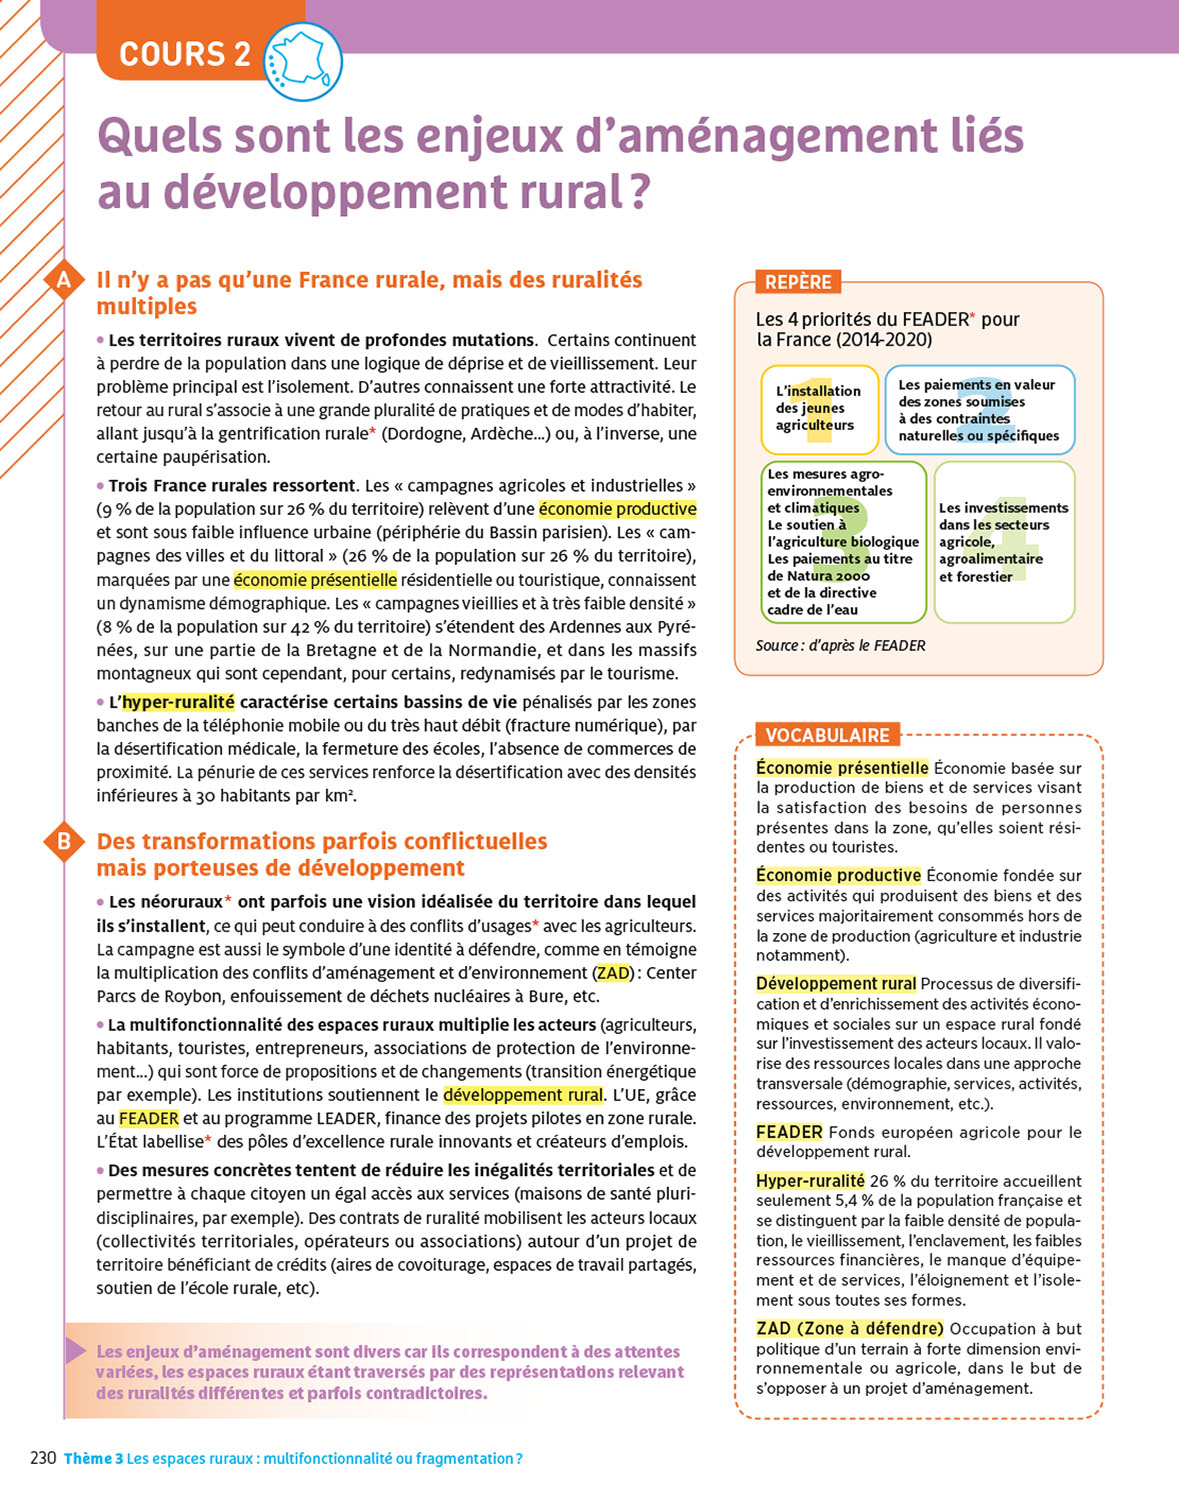 COURS 2
Quels sont les enjeux d'aménagement liés
au développement rural ?
A
Il n'y a pas qu'une France rurale, mais des ruralités
multiples
• Les territoires ruraux vivent de profondes mutations. Certains continuent
à perdre de la population dans une logique de déprise et de vieillissement. Leur
problème principal est l'isolement. D'autres connaissent une forte attractivité. Le
retour au rural s'associe à une grande pluralité de pratiques et de modes d'habiter,
allant jusqu'à la gentrification rurale* (Dordogne, Ardèche…) ou, à l'inverse, une
certaine paupérisation.
• Trois France rurales ressortent. Les « campagnes agricoles et industrielles »
(9 % de la population sur 26 % du territoire) relèvent d'une économie productive
et sont sous faible influence urbaine (périphérie du Bassin parisien). Les « cam-
pagnes des villes et du littoral » (26 % de la population sur 26 % du territoire),
marquées par une économie présentielle résidentielle ou touristique, connaissent
un dynamisme démographique. Les « campagnes vieillies et à très faible densité »
(8 % de la population sur 42 % du territoire) s'étendent des Ardennes aux Pyré-
nées, sur une partie de la Bretagne et de la Normandie, et dans les massifs
montagneux qui sont cependant, pour certains, redynamisés par le tourisme.
• L'hyper-ruralité caractérise certains bassins de vie pénalisés par les zones
banches de la téléphonie mobile ou du très haut débit (fracture numérique), par
la désertification médicale, la fermeture des écoles, l'absence de commerces de
proximité. La pénurie de ces services renforce la désertification avec des densités
inférieures à 30 habitants par km².
B
Des transformations parfois conflictuelles
mais porteuses de développement
• Les néoruraux* ont parfois une vision idéalisée du territoire dans lequel
ils s'installent, ce qui peut conduire à des conflits d'usages* avec les agriculteurs.
La campagne est aussi le symbole d'une identité à défendre, comme en témoigne
la multiplication des conflits d'aménagement et d'environnement (ZAD) : Center
Parcs de Roybon, enfouissement de déchets nucléaires à Bure, etc.
• La multifonctionnalité des espaces ruraux multiplie les acteurs (agriculteurs,
habitants, touristes, entrepreneurs, associations de protection de l'environne-
ment…) qui sont force de propositions et de changements (transition énergétique
par exemple). Les institutions soutiennent le développement rural. L'UE, grâce
au FEADER et au programme LEADER, finance des projets pilotes en zone rurale.
L'État labellise* des pôles d'excellence rurale innovants et créateurs d'emplois.
• Des mesures concrètes tentent de réduire les inégalités territoriales et de
permettre à chaque citoyen un égal accès aux services (maisons de santé pluri-
disciplinaires, par exemple). Des contrats de ruralité mobilisent les acteurs locaux
(collectivités territoriales, opérateurs ou associations) autour d'un projet de
territoire bénéficiant de crédits (aires de covoiturage, espaces de travail partagés,
soutien de l'école rurale, etc).
Les enjeux d'aménagement sont divers car ils correspondent à des attentes
variées, les espaces ruraux étant traversés par des représentations relevant
des ruralités différentes et parfois contradictoires.
REPÈRE
Les 4 priorités du FEADER* pour
la France (2014-2020)
1
L'installation
des jeunes
agriculteurs
2
Les paiements en valeur
des zones soumises
à des contraintes
naturelles ou spécifiques
3
Les mesures agro-
environnementales
et climatiques
Le soutien à
l'agriculture biologique
Les paiements au titre
de Natura 2000
et de la directive
cadre de l'eau
4
Les investissements
dans les secteurs
agricole,
agroalimentaire
et forestier
Source : d'après le FEADER
VOCABULAIRE
Économie présentielle Économie basée sur
la production de biens et de services visant
la satisfaction des besoins de personnes
présentes dans la zone, qu'elles soient rési-
dentes ou touristes.
Économie productive Économie fondée sur
des activités qui produisent des biens et des
services majoritairement consommés hors de
la zone de production (agriculture et industrie
notamment).
Développement rural Processus de diversifi-
cation et d'enrichissement des activités écono-
miques et sociales sur un espace rural fondé
sur l'investissement des acteurs locaux. Il valo-
rise des ressources locales dans une approche
transversale (démographie, services, activités,
ressources, environnement, etc.).
FEADER Fonds européen agricole pour le
développement rural.
Hyper-ruralité 26 % du territoire accueillent
seulement 5,4 % de la population française et
se distinguent par la faible densité de popula-
tion, le vieillissement, l'enclavement, les faibles
ressources financières, le manque d'équipe-
ment et de services, l'éloignement et l'isole-
ment sous toutes ses formes.
ZAD (Zone à défendre) Occupation à but
politique d'un terrain à forte dimension envi-
ronnementale ou agricole, dans le but de
s'opposer à un projet d'aménagement.
230 Thème 3 Les espaces ruraux : multifonctionnalité ou fragmentation ?